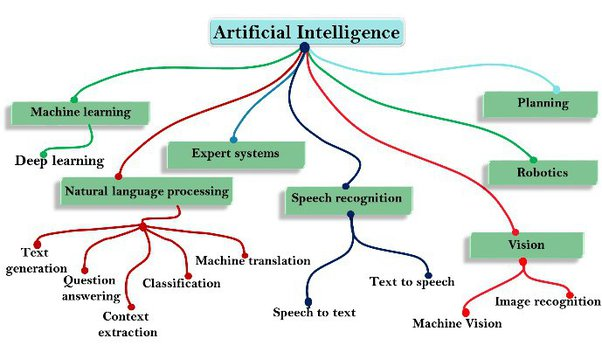 Artificial Intelligence
Machine learning
Planning
Deep learning
Expert systems
Robotics
Natural language processing
Speech recognition
Vision
Text
generation
Question
answering
Context
extraction
Classification
Machine translation
Speech to text
Text to speech
Machine Vision
Image recognition